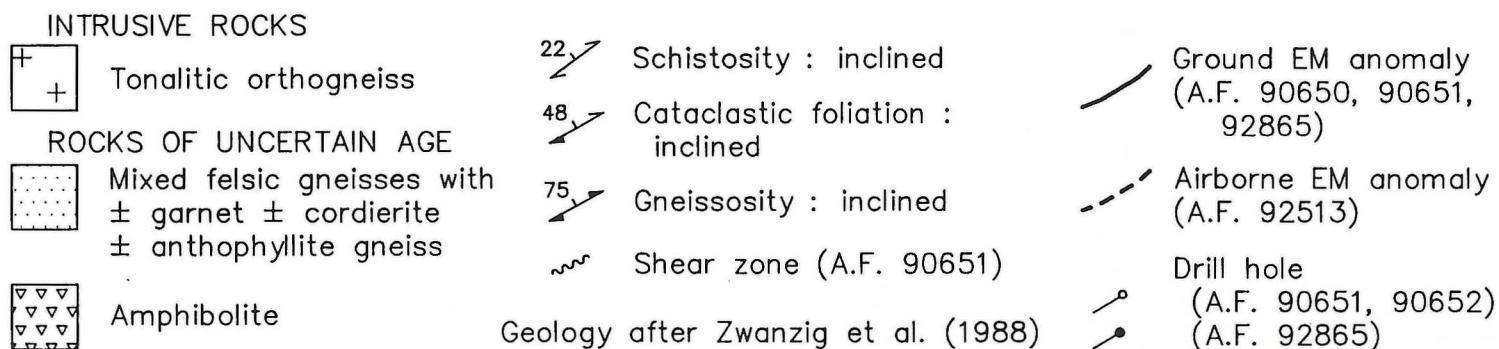 INTRUSIVE ROCKS
Tonalitic orthogneiss
ROCKS OF UNCERTAIN AGE
Mixed felsic gneisses with
± garnet ± cordierite
± anthophyllite gneiss
Amphibolite
22
Schistosity : inclined
48
Cataclastic foliation :
inclined
75
Gneissosity : inclined
Shear zone (A.F. 90651)
Geology after Zwanzig et al. (1988)
Ground EM anomaly
(A.F. 90650, 90651,
92865)
Airborne EM anomaly
(A.F. 92513)
Drill hole
(A.F. 90651, 90652)
(A.F. 92865)